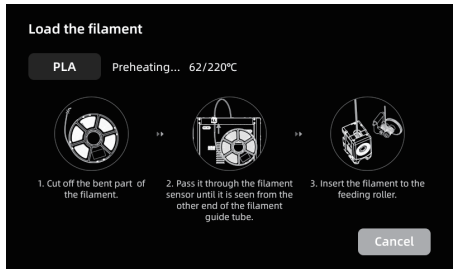 Load the filament
PLA Preheating... 62/220℃
1. Cut off the bent part of
the filament.
2. Pass it through the filament
sensor until it is seen from the
other end of the filament
guide tube.
3. Insert the filament to the
feeding roller.
Cancel